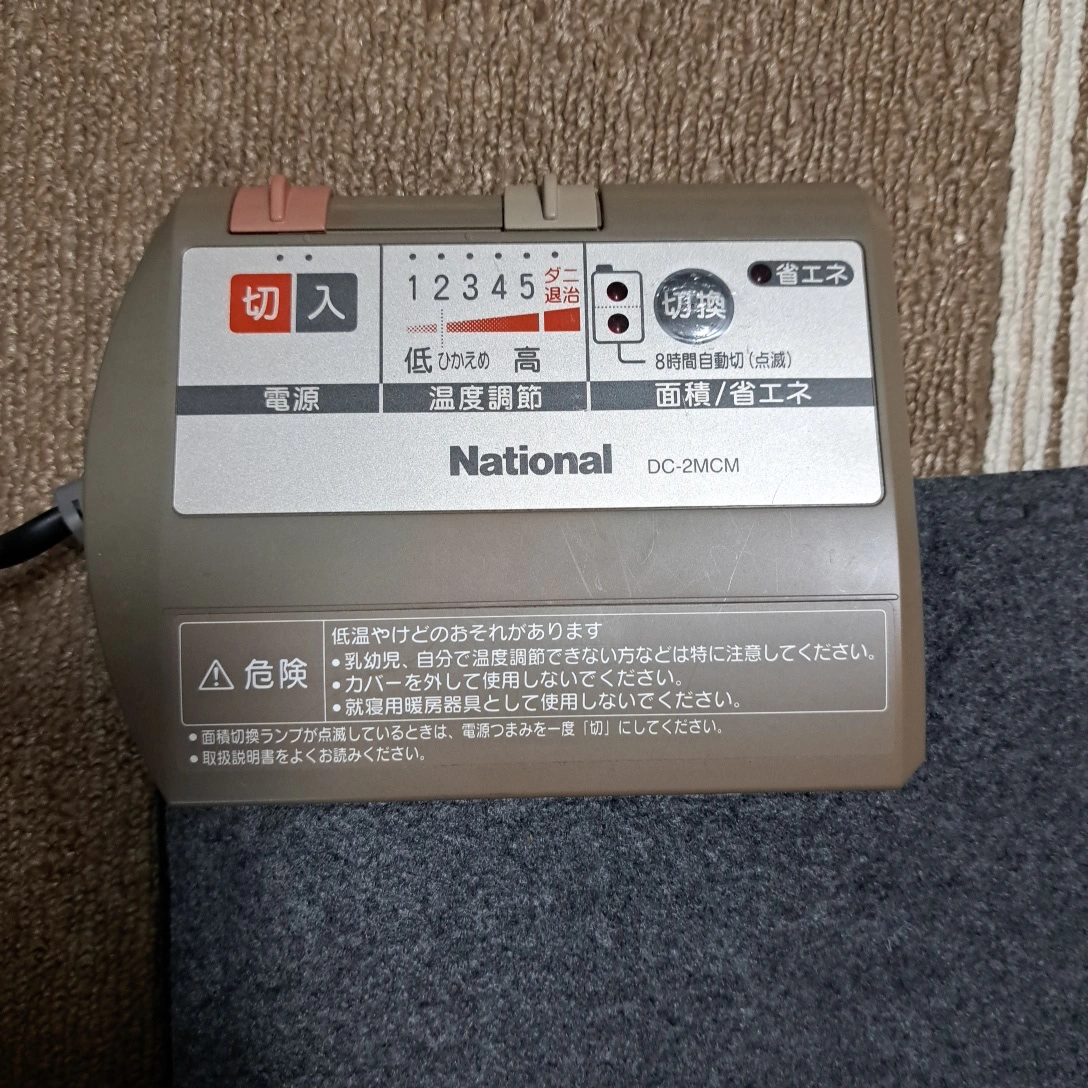 切 入
電源
1 2 3 4 5 ダニ退治
低 ひかえめ 高
温度調節
切換
省エネ
8時間自動切(点滅)
面積/省エネ
National DC-2MCM
危険
低温やけどのおそれがあります
●乳幼児、自分で温度調節できない方などは特に注意してください。
●カバーを外して使用しないでください。
●就寝用暖房器具として使用しないでください。
●面積切換ランプが点滅しているときは、電源つまみを一度「切」にしてください。
●取扱説明書をよくお読みください。